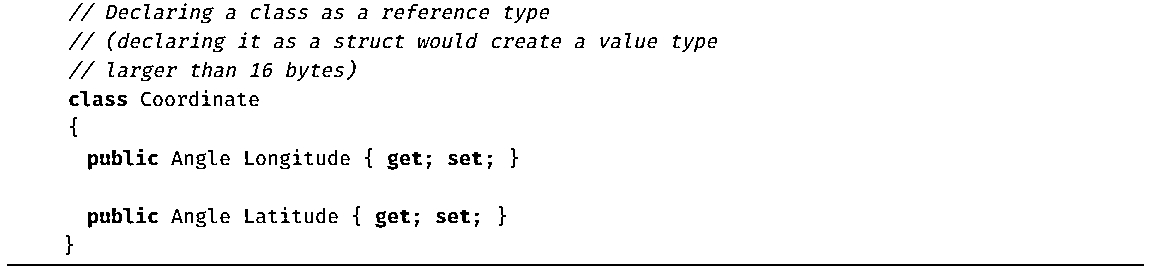 // Declaring a class as a reference type
// (declaring it as a struct would create a value type
// larger than 16 bytes)
class Coordinate
{
  public Angle Longitude { get; set; }

  public Angle Latitude { get; set; }
}